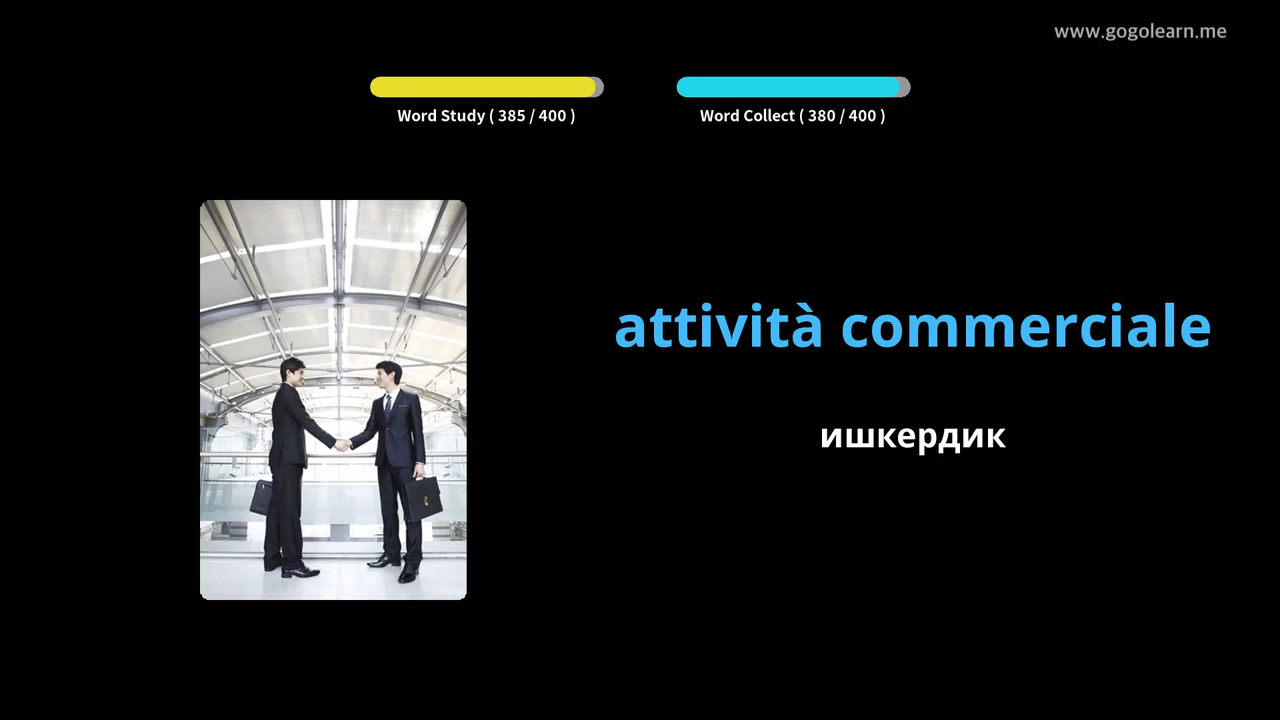 www.gogolearn.me
Word Study ( 385 / 400 )
Word Collect ( 380 / 400 )
attività commerciale
ишкердик